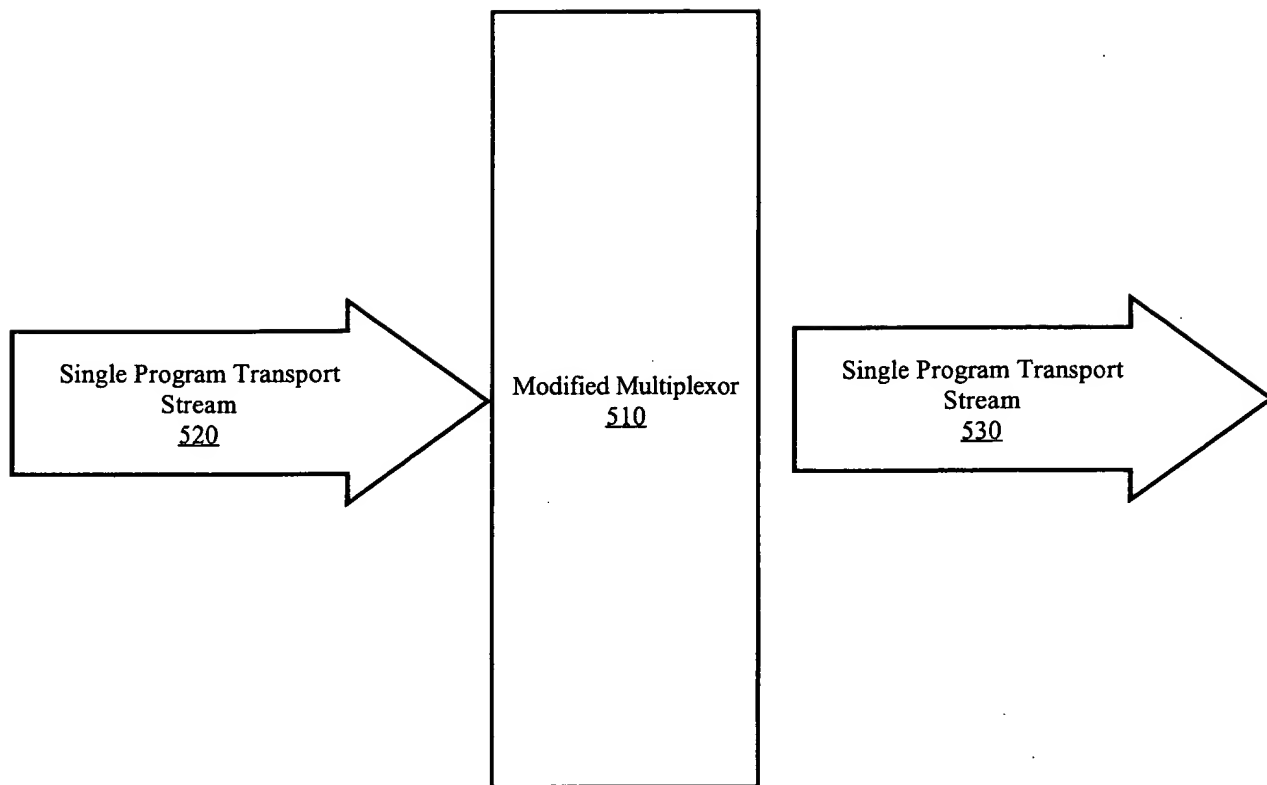 Single Program Transport
Stream
520
Modified Multiplexor
510
Single Program Transport
Stream
530